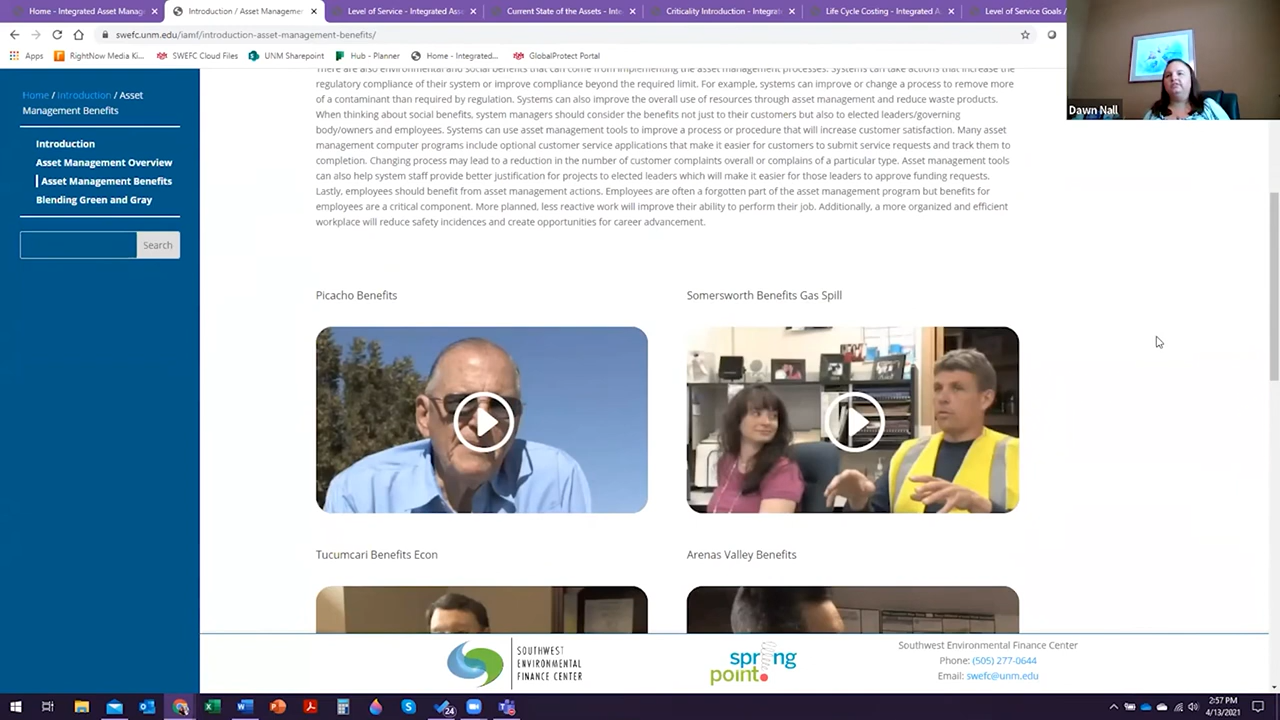 Home - Integrated Asset Manag
Introduction / Asset Managemen
Level of Service - Integrated Ass
Current State of the Assets - Int
Criticality Introduction - Integrat
Life Cycle Costing - Integrated A
Level of Service Goals /
swefc.unm.edu/iamf/introduction-asset-management-benefits/
Apps
RightNow Media Ki...
SWEFC Cloud Files
UNM Sharepoint
Hub - Planner
Home - Integrated...
GlobalProtect Portal
Dawn Nall
Home / Introduction / Asset
Management Benefits
Introduction
Asset Management Overview
Asset Management Benefits
Blending Green and Gray
Search
There are also environmental and social benefits that can come from implementing the asset management processes. Systems can take actions that increase the
regulatory compliance of their system or improve compliance beyond the required limit. For example, systems can improve or change a process to remove more
of a contaminant than required by regulation. Systems can also improve the overall use of resources through asset management and reduce waste products.
When thinking about social benefits, system managers should consider the benefits not just to their customers but also to elected leaders/governing
body/owners and employees. Systems can use asset management tools to improve a process or procedure that will increase customer satisfaction. Many asset
management computer programs include optional customer service applications that make it easier for customers to submit service requests and track them to
completion. Changing process may lead to a reduction in the number of customer complaints overall or complains of a particular type. Asset management tools
can also help system staff provide better justification for projects to elected leaders which will make it easier for those leaders to approve funding requests.
Lastly, employees should benefit from asset management actions. Employees are often a forgotten part of the asset management program but benefits for
employees are a critical component. More planned, less reactive work will improve their ability to perform their job. Additionally, a more organized and efficient
workplace will reduce safety incidences and create opportunities for career advancement.
Picacho Benefits
Somersworth Benefits Gas Spill
Tucumcari Benefits Econ
Arenas Valley Benefits
SOUTHWEST
ENVIRONMENTAL
FINANCE CENTER
spring
point.
Southwest Environmental Finance Center
Phone: (505) 277-0644
Email: swefc@unm.edu
24
2:57 PM
4/13/2021